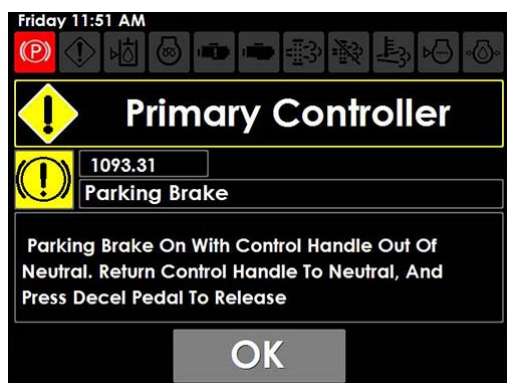 Friday 11:51 AM
(P)
Primary Controller
1093.31
Parking Brake
Parking Brake On With Control Handle Out Of
Neutral. Return Control Handle To Neutral, And
Press Decel Pedal To Release
OK